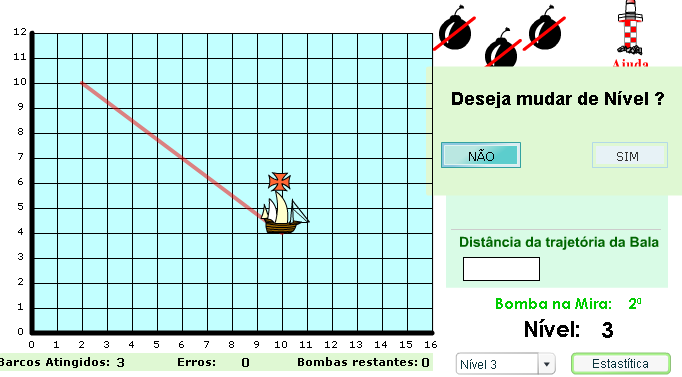 Ajuda
Deseja mudar de Nível ?
NÃO
SIM
12
11
10
9
8
7
6
5
4
3
2
1
0
0 1 2 3 4 5 6 7 8 9 10 11 12 13 14 15 16
Distância da trajetória da Bala
Bomba na Mira: 2ª
Nível: 3
Barcos Atingidos: 3 Erros: 0 Bombas restantes: 0
Nível 3
Estastítica